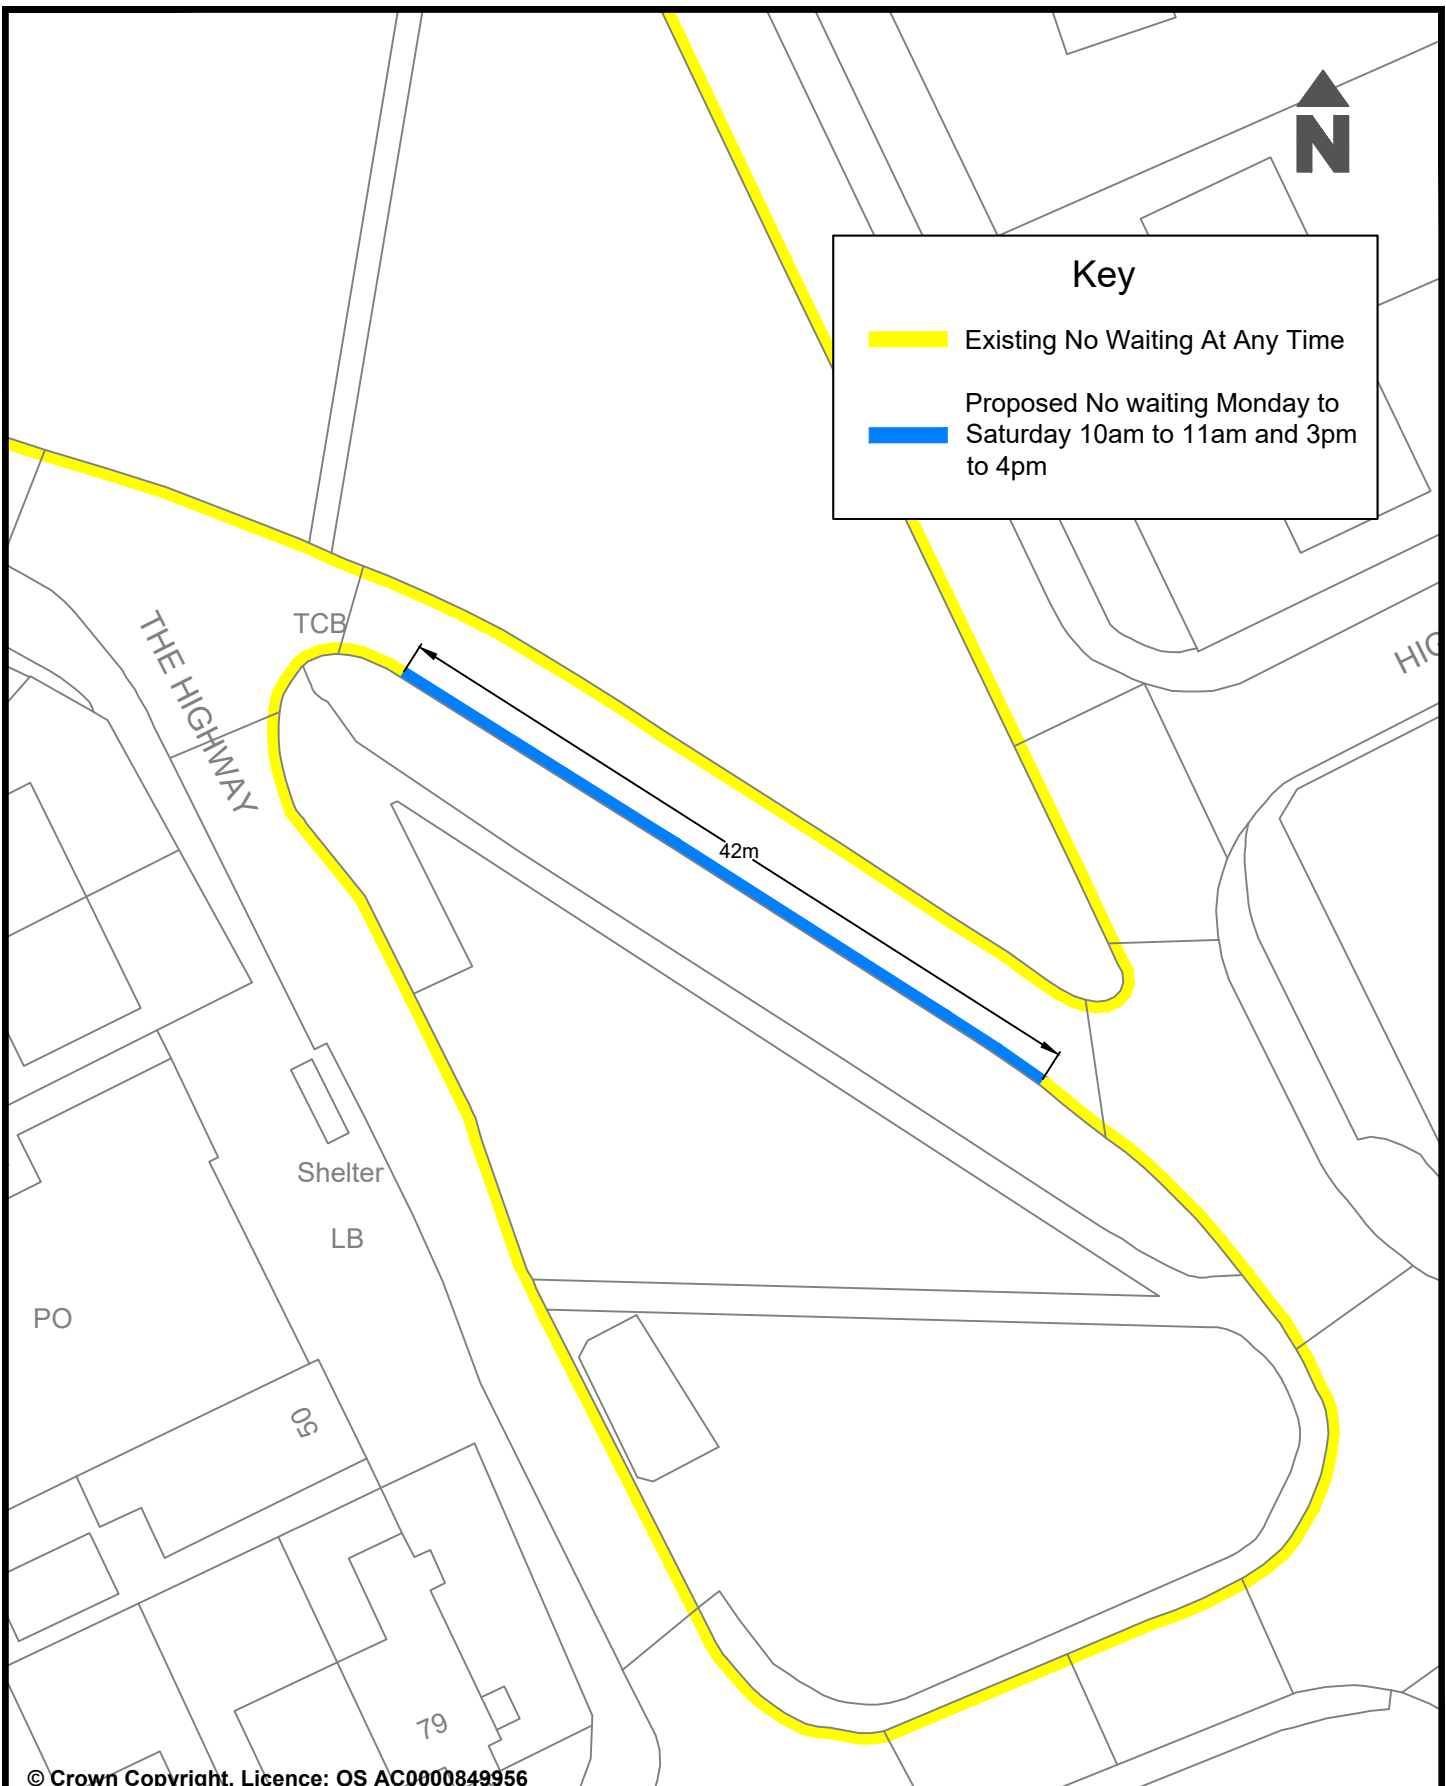 N
Key
Existing No Waiting At Any Time
Proposed No waiting Monday to
Saturday 10am to 11am and 3pm
to 4pm
TCB
THE HIGHWAY
42m
Shelter
LB
PO
50
79
© Crown Copyright. Licence: OS AC0000849956